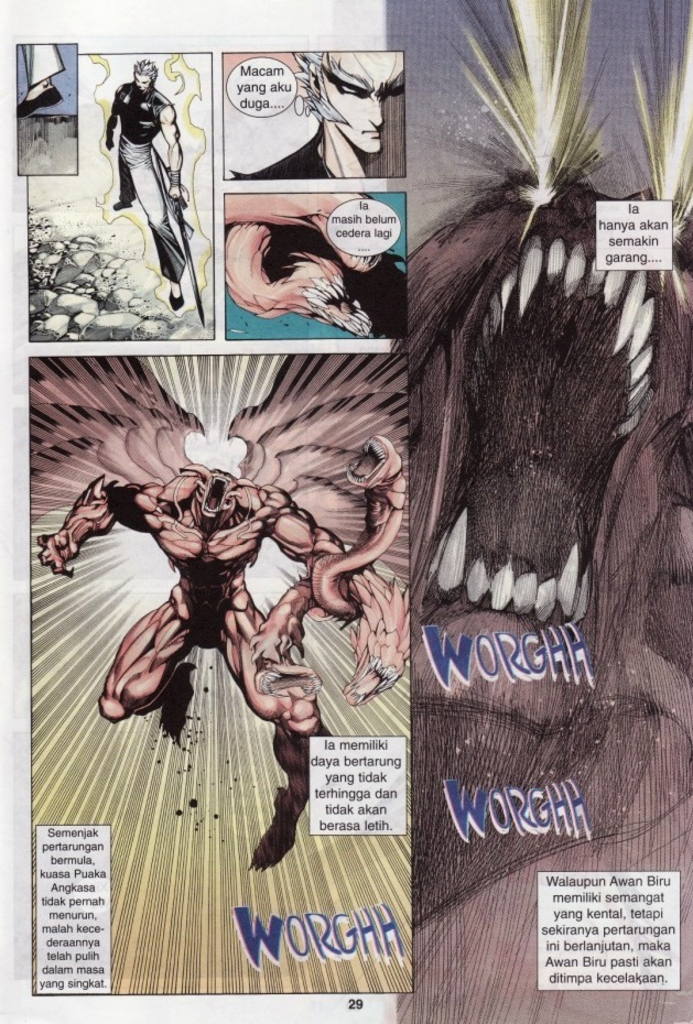 Macam
yang aku
duga....
Ia
masih belum
cedera lagi
....
Ia
hanya akan
semakin
garang....
WORGHH
WORGHH
Ia memiliki
daya bertarung
yang tidak
terhingga dan
tidak akan
berasa letih.
Semenjak
pertarungan
bermula,
kuasa Puaka
Angkasa
tidak pernah
menurun,
malah kece-
deraannya
telah pulih
dalam masa
yang singkat.
WORGHH
Walaupun Awan Biru
memiliki semangat
yang kental, tetapi
sekiranya pertarungan
ini berlanjutan, maka
Awan Biru pasti akan
ditimpa kecelakaan.
29